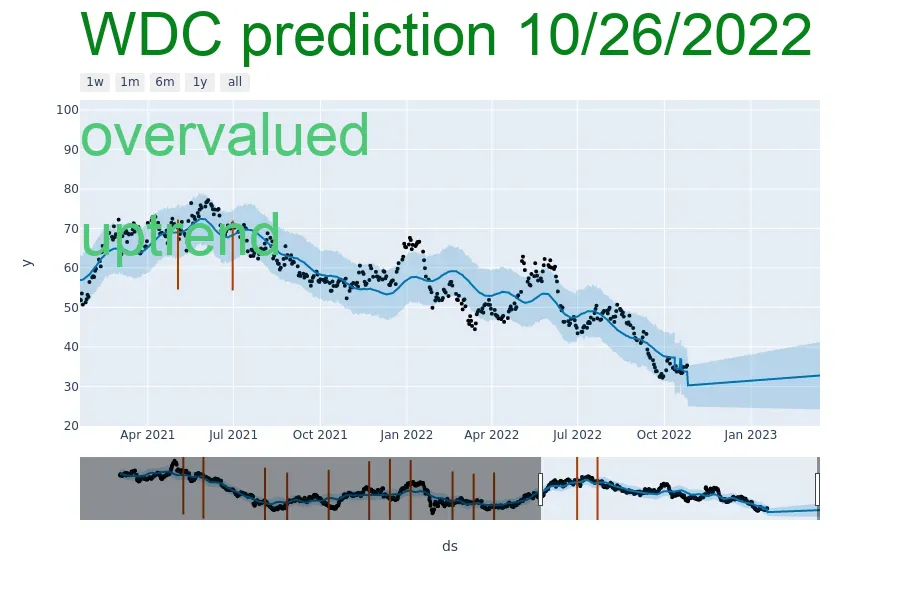 WDC prediction 10/26/2022
1w 1m 6m 1y all
100
overvalued
90
80
70
uptrend
60
y
50
40
30
20
Apr 2021 Jul 2021 Oct 2021 Jan 2022 Apr 2022 Jul 2022 Oct 2022 Jan 2023
ds